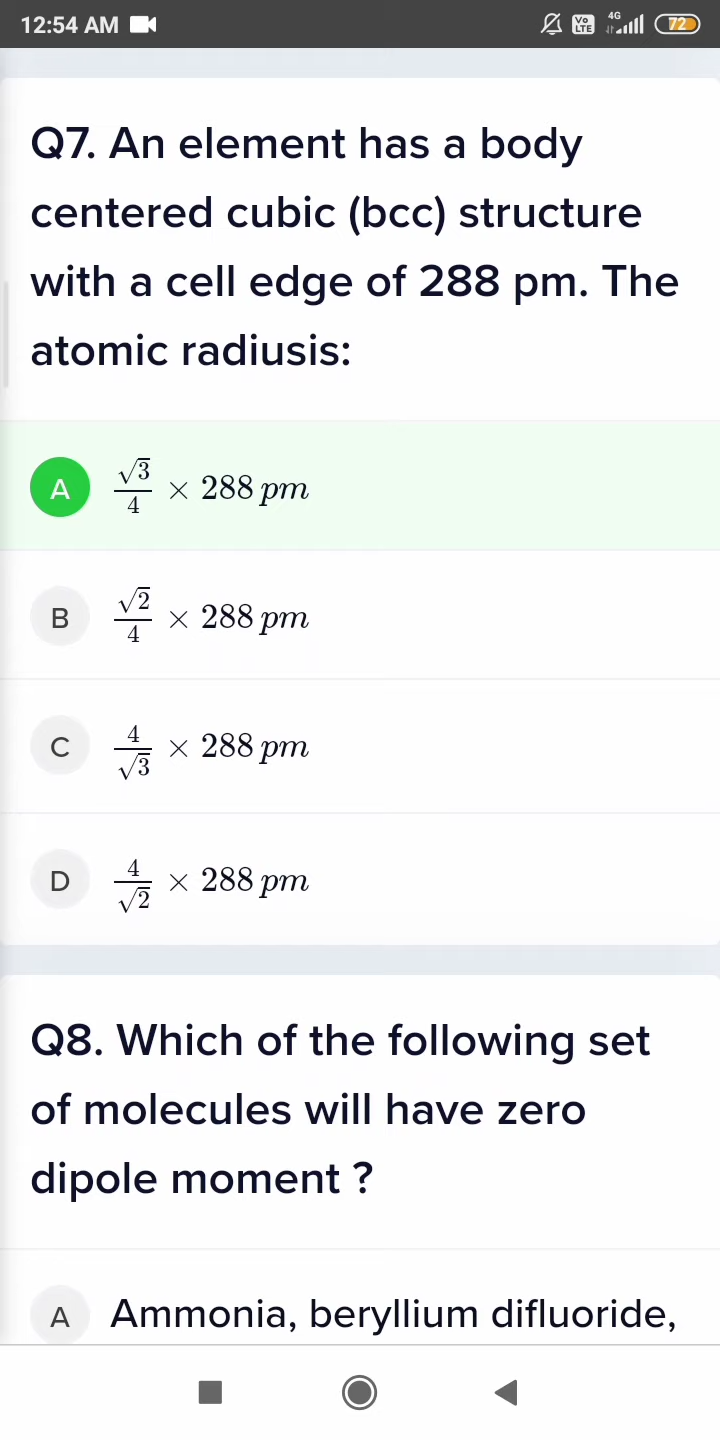 12:54 AM Vo LTE 4G 72
Q7. An element has a body
centered cubic (bcc) structure
with a cell edge of 288 pm. The
atomic radiusis:
A √3/4 × 288 pm
B √2/4 × 288 pm
C 4/√3 × 288 pm
D 4/√2 × 288 pm
Q8. Which of the following set
of molecules will have zero
dipole moment ?
A Ammonia, beryllium difluoride,